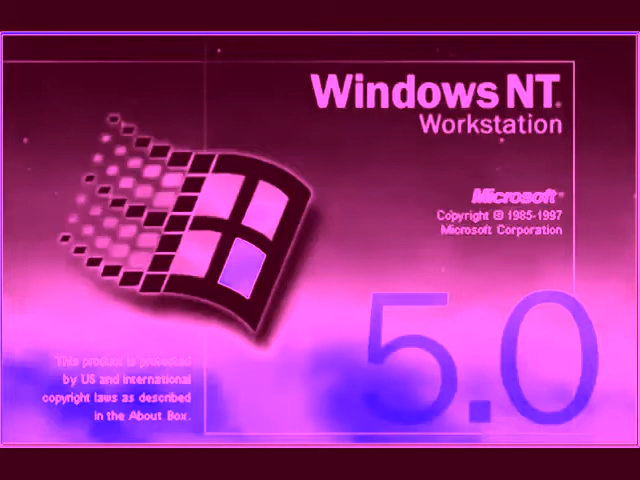 Windows NT
Workstation
Microsoft
Copyright © 1985-1997
Microsoft Corporation
5.0
This product is protected
by US and international
copyright laws as described
in the About Box.